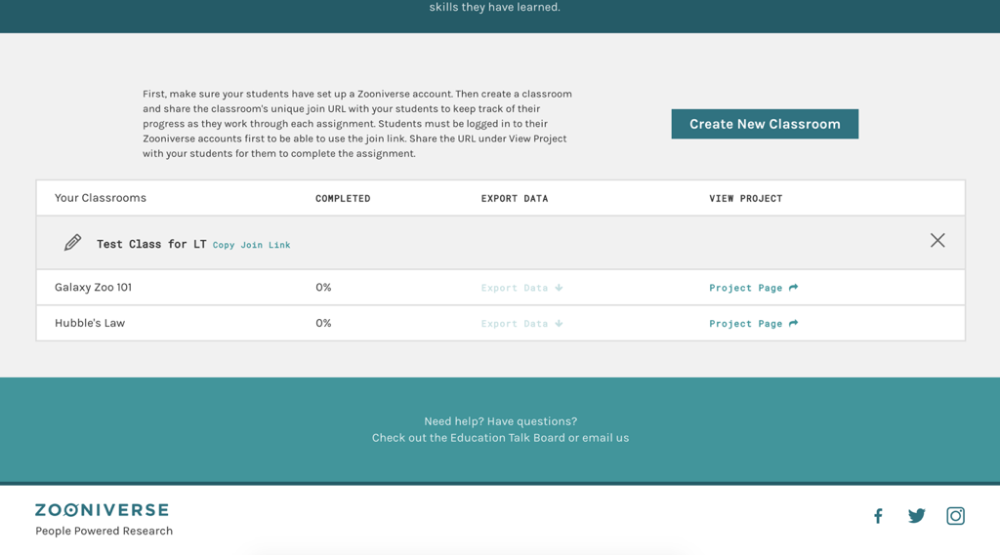 skills they have learned.
First, make sure your students have set up a Zooniverse account. Then create a classroom
and share the classroom's unique join URL with your students to keep track of their
progress as they work through each assignment. Students must be logged in to their
Zooniverse accounts first to be able to use the join link. Share the URL under View Project
with your students for them to complete the assignment.
Create New Classroom
Your Classrooms COMPLETED EXPORT DATA VIEW PROJECT
Test Class for LT Copy Join Link
Galaxy Zoo 101 0% Export Data Project Page
Hubble's Law 0% Export Data Project Page
Need help? Have questions?
Check out the Education Talk Board or email us
ZOONIVERSE
People Powered Research